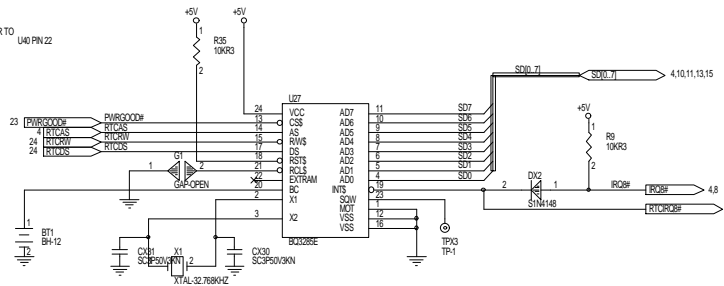 +5V
+5V
R TO
U40 PIN 22
1
R35
10KR3
2
U27
SD[0..7]
SD[0..7]
4,10,11,13,15
+5V
1
R9
10KR3
2
23 PWRGOOD#
4 RTCAS
24 RTCRW
24 RTCDS
PWRGOOD#
RTCAS
RTCRW
RTCDS
24
13
14
15
17
18
21
22
20
2
3
VCC
CS$
AS
R/W$
DS
RST$
RCL$
EXTRAM
BC
X1
X2
AD7
AD6
AD5
AD4
AD3
AD2
AD1
AD0
INT$
SQW
MOT
VSS
VSS
11
10
9
8
7
6
5
4
19
23
1
12
16
SD7
SD6
SD5
SD4
SD3
SD2
SD1
SD0
BQ3285E
1
G1
2
GAP-OPEN
2
DX2
1
S1N4148
IRQ8#
IRQ8#
4,8
RTCIRQ8#
TPX3
TP-1
1
BT1
BH-12
2
CX31
SC3P50V3KN
1
X1
2
XTAL-32.768KHZ
CX30
SC3P50V3KN